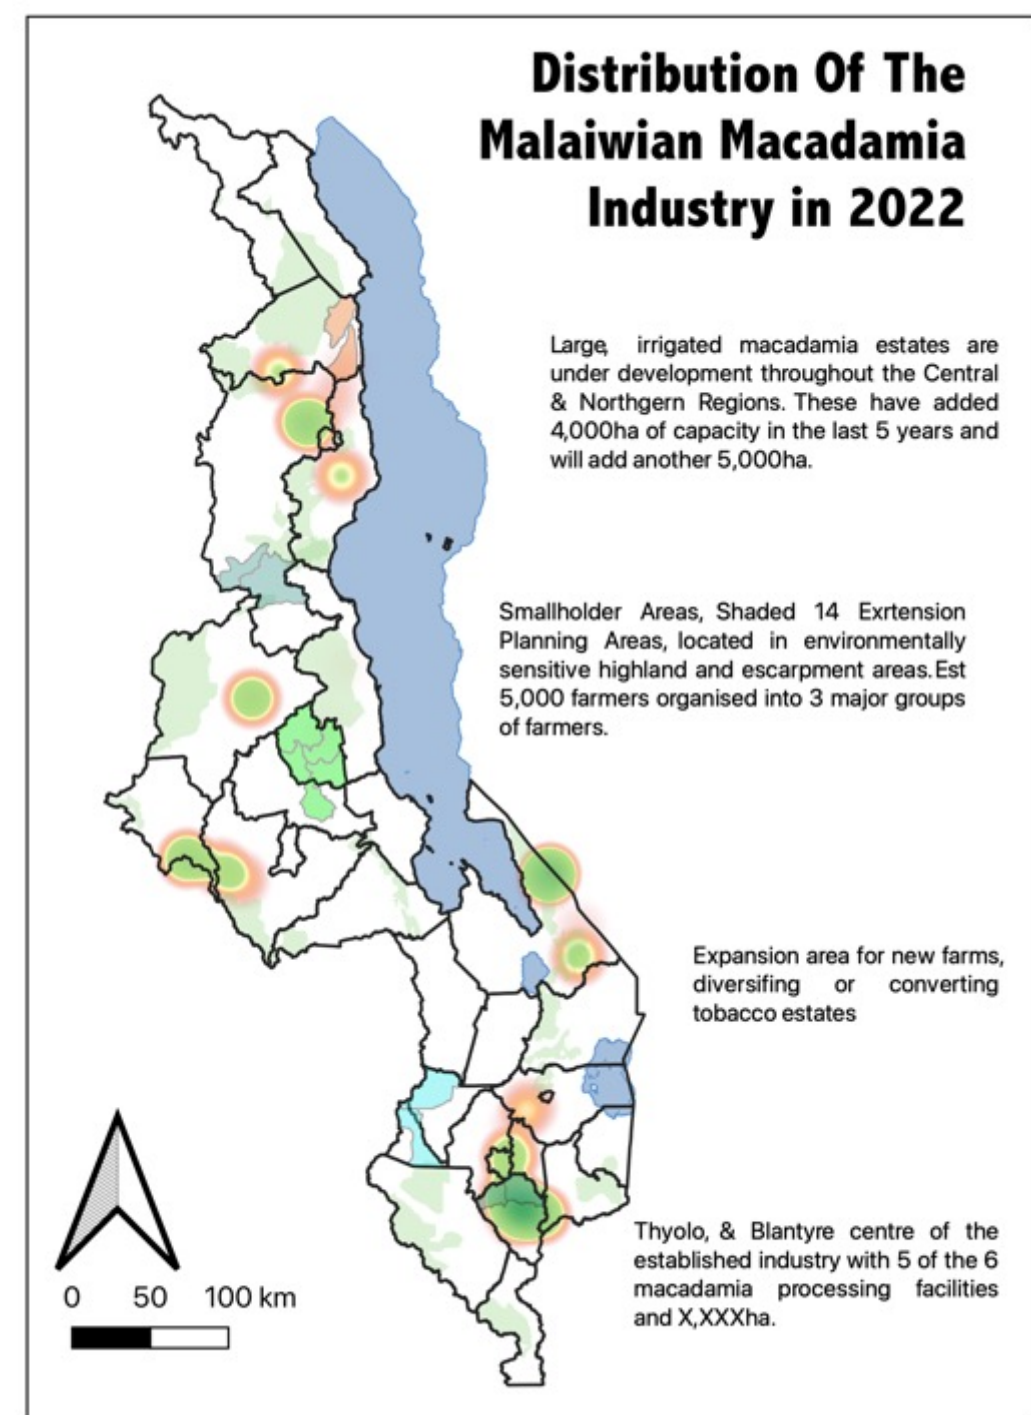 Distribution Of The
Malaiwian Macadamia
Industry in 2022
Large, irrigated macadamia estates are
under development throughout the Central
& Northgern Regions. These have added
4,000ha of capacity in the last 5 years and
will add another 5,000ha.
Smallholder Areas, Shaded 14 Exrtension
Planning Areas, located in environmentally
sensitive highland and escarpment areas.Est
5,000 farmers organised into 3 major groups
of farmers.
Expansion area for new farms,
diversifing or converting
tobacco estates
Thyolo, & Blantyre centre of the
established industry with 5 of the 6
macadamia processing facilities
and X,XXXha.
0 50 100 km